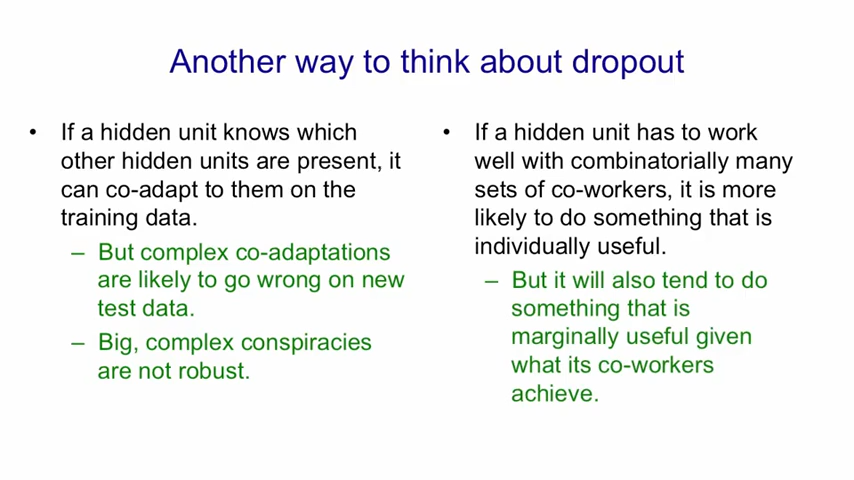 Another way to think about dropout
• If a hidden unit knows which
other hidden units are present, it
can co-adapt to them on the
training data.
– But complex co-adaptations
are likely to go wrong on new
test data.
– Big, complex conspiracies
are not robust.
• If a hidden unit has to work
well with combinatorially many
sets of co-workers, it is more
likely to do something that is
individually useful.
– But it will also tend to do
something that is
marginally useful given
what its co-workers
achieve.